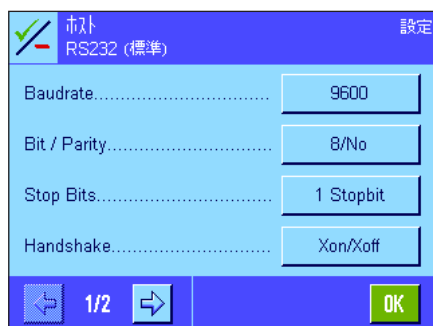 ﾎｽﾄ 設定
RS232 (標準)
Baudrate.............................. 9600
Bit / Parity............................ 8/No
Stop Bits.............................. 1 Stopbit
Handshake........................... Xon/Xoff
1/2 OK